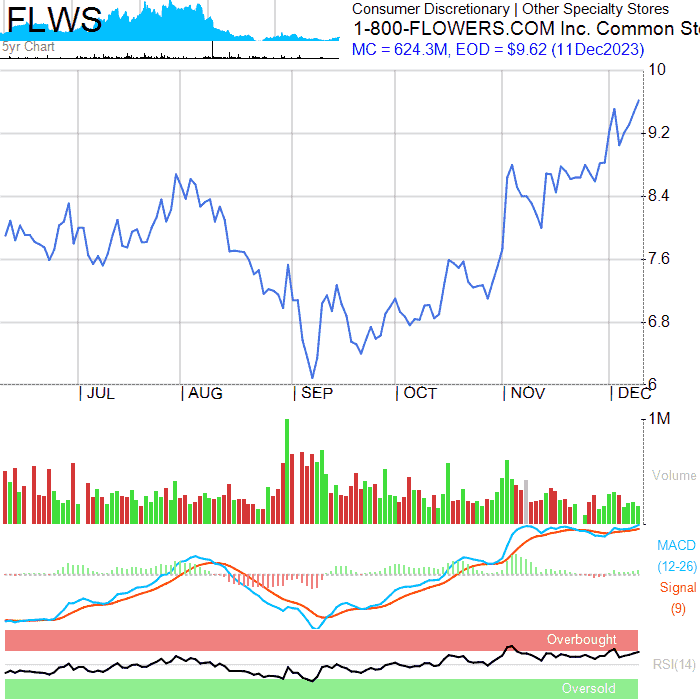 FLWS
5yr Chart
Consumer Discretionary | Other Specialty Stores
1-800-FLOWERS.COM Inc. Common Sto
MC = 624.3M, EOD = $9.62 (11Dec2023)
10
9.2
8.4
7.6
6.8
6
| JUL | AUG | SEP | OCT | NOV | DEC
1M
Volume
MACD
(12-26)
Signal
(9)
Overbought
RSI(14)
Oversold